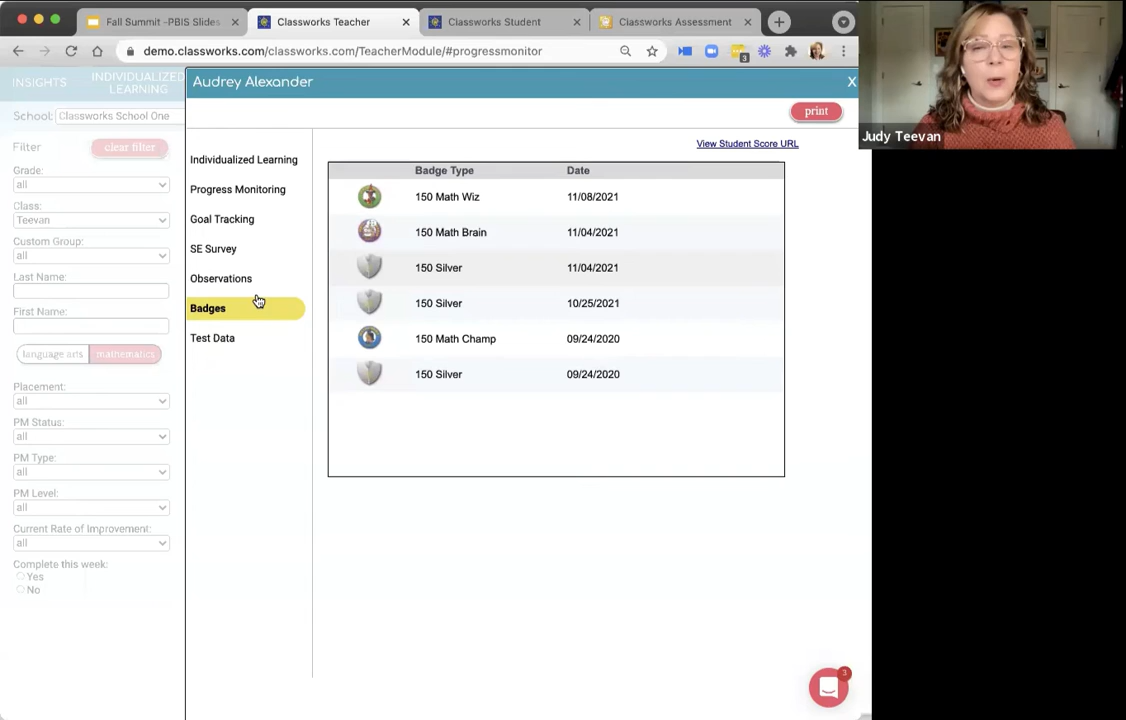 Fall Summit -PBIS Slides
Classworks Teacher
Classworks Student
Classworks Assessment
demo.classworks.com/classworks.com/TeacherModule/#progressmonitor
3
INSIGHTS
INDIVIDUALIZED
LEARNING
Audrey Alexander
X
School: Classworks School One
print
Filter
clear filter
Grade:
all
Class:
Teevan
Custom Group:
all
Last Name:
First Name:
language arts
mathematics
Placement:
all
PM Status:
all
PM Type:
all
PM Level:
all
Current Rate of Improvement:
all
Complete this week:
Yes
No
Individualized Learning
Progress Monitoring
Goal Tracking
SE Survey
Observations
Badges
Test Data
View Student Score URL
Badge Type Date
150 Math Wiz 11/08/2021
150 Math Brain 11/04/2021
150 Silver 11/04/2021
150 Silver 10/25/2021
150 Math Champ 09/24/2020
150 Silver 09/24/2020
3
Judy Teevan